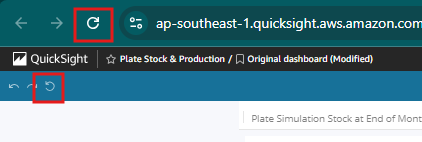 ap-southeast-1.quicksight.aws.amazon.com
QuickSight Plate Stock & Production / Original dashboard (Modified)
Plate Simulation Stock at End of Mont